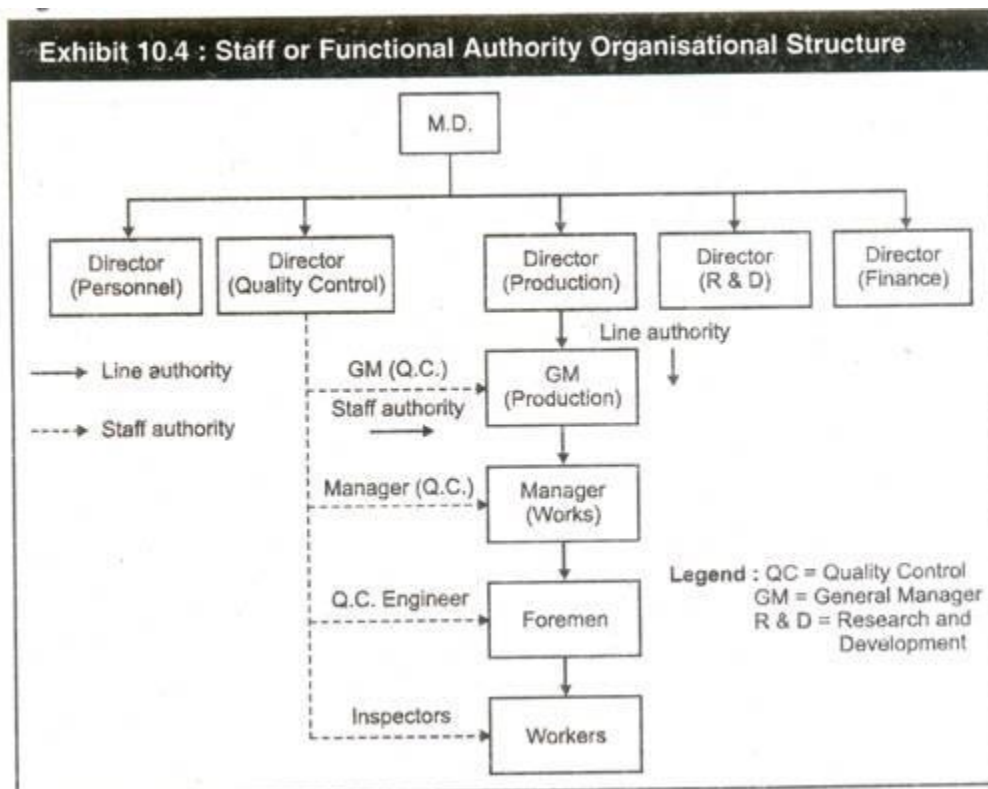 Exhibit 10.4 : Staff or Functional Authority Organisational Structure
M.D.
Director
(Personnel)
Director
(Quality Control)
Director
(Production)
Director
(R & D)
Director
(Finance)
Line authority
Line authority
Staff authority
GM (Q.C.)
Staff authority
GM
(Production)
Manager (Q.C.)
Manager
(Works)
Q.C. Engineer
Foremen
Inspectors
Workers
Legend : QC = Quality Control
GM = General Manager
R & D = Research and
Development